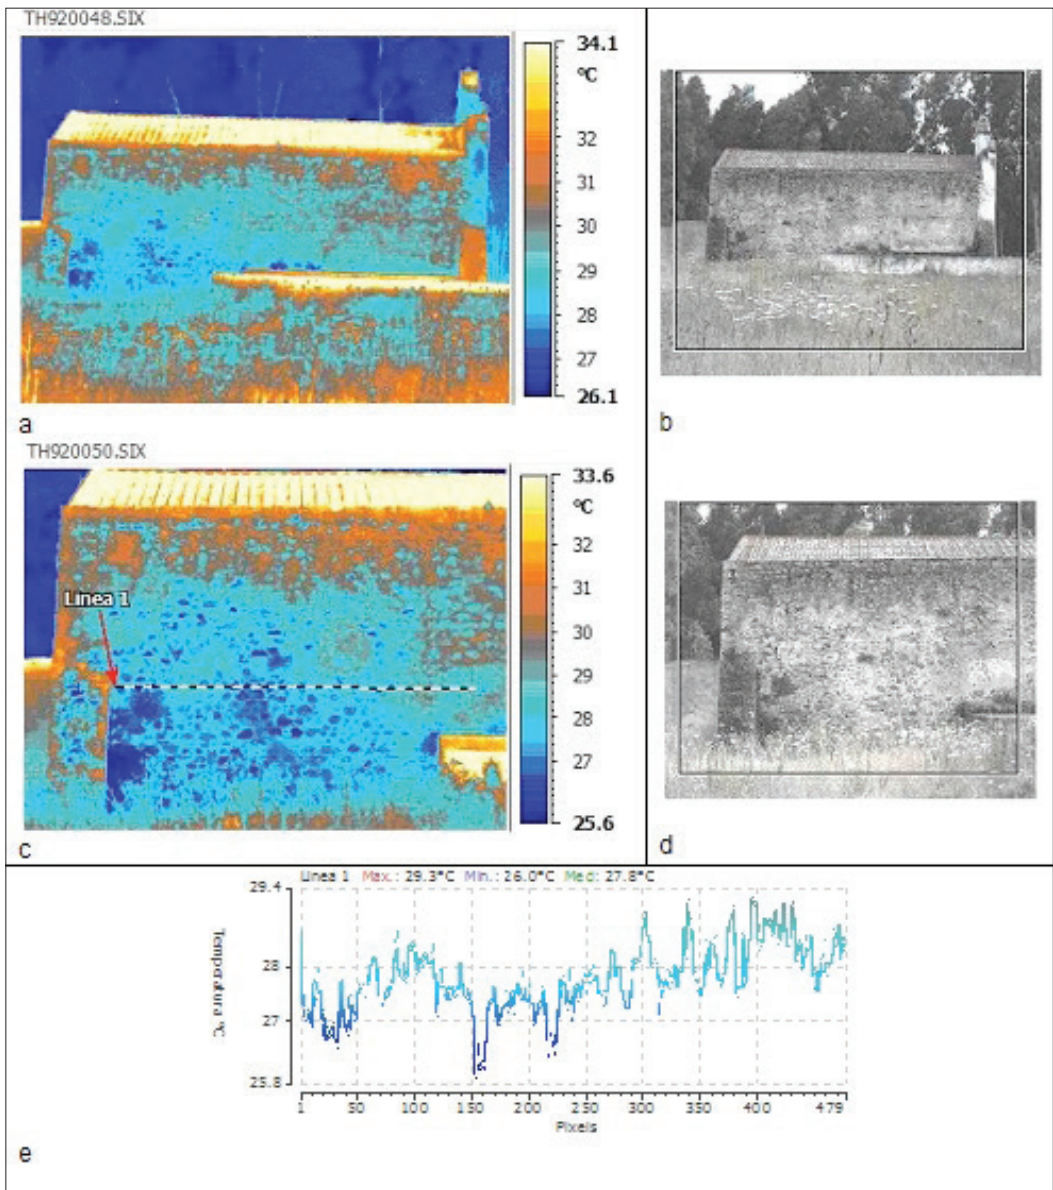 TH920048.SIX
34.1
°C
32
31
30
29
28
27
26.1
a
b
TH920050.SIX
33.6
°C
32
31
30
29
28
27
25.6
Linea 1
c
d
Linea 1 Max.: 29.3°C Min.: 26.0°C Med: 27.8°C
29.4
28
27
25.8
Temperatura °C
1 50 100 150 200 250 300 350 400 479
Pixels
e